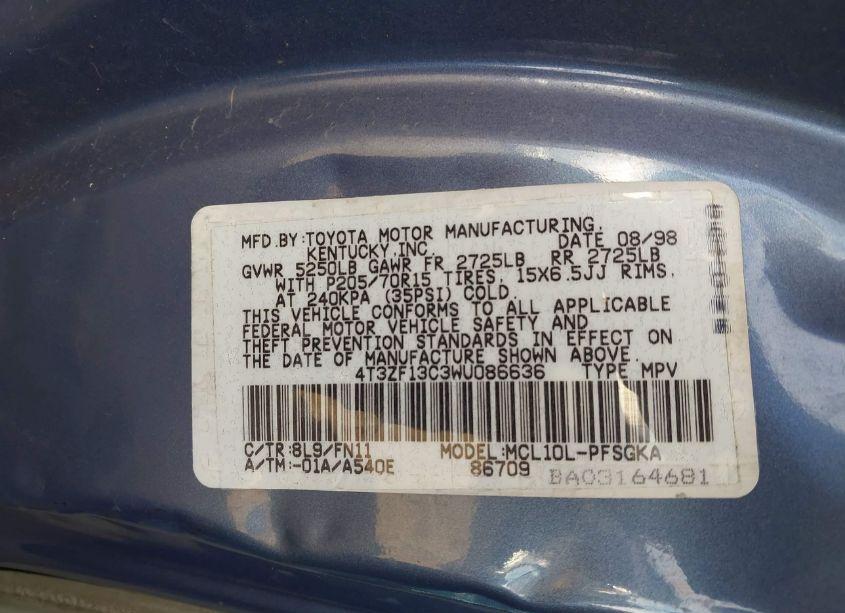 MFD.BY:TOYOTA MOTOR MANUFACTURING,
KENTUCKY,INC. DATE 08/98
GVWR 5250LB GAWR FR 2725LB RR 2725LB
WITH P205/70R15 TIRES, 15X6.5JJ RIMS,
AT 240KPA (35PSI) COLD.
THIS VEHICLE CONFORMS TO ALL APPLICABLE
FEDERAL MOTOR VEHICLE SAFETY AND
THEFT PREVENTION STANDARDS IN EFFECT ON
THE DATE OF MANUFACTURE SHOWN ABOVE.
4T3ZF13C3WU086636 TYPE MPV
C/TR:8L9/FN11 MODEL:MCL10L-PFSGKA
A/TM:-01A/A540E 86709
BA03164681